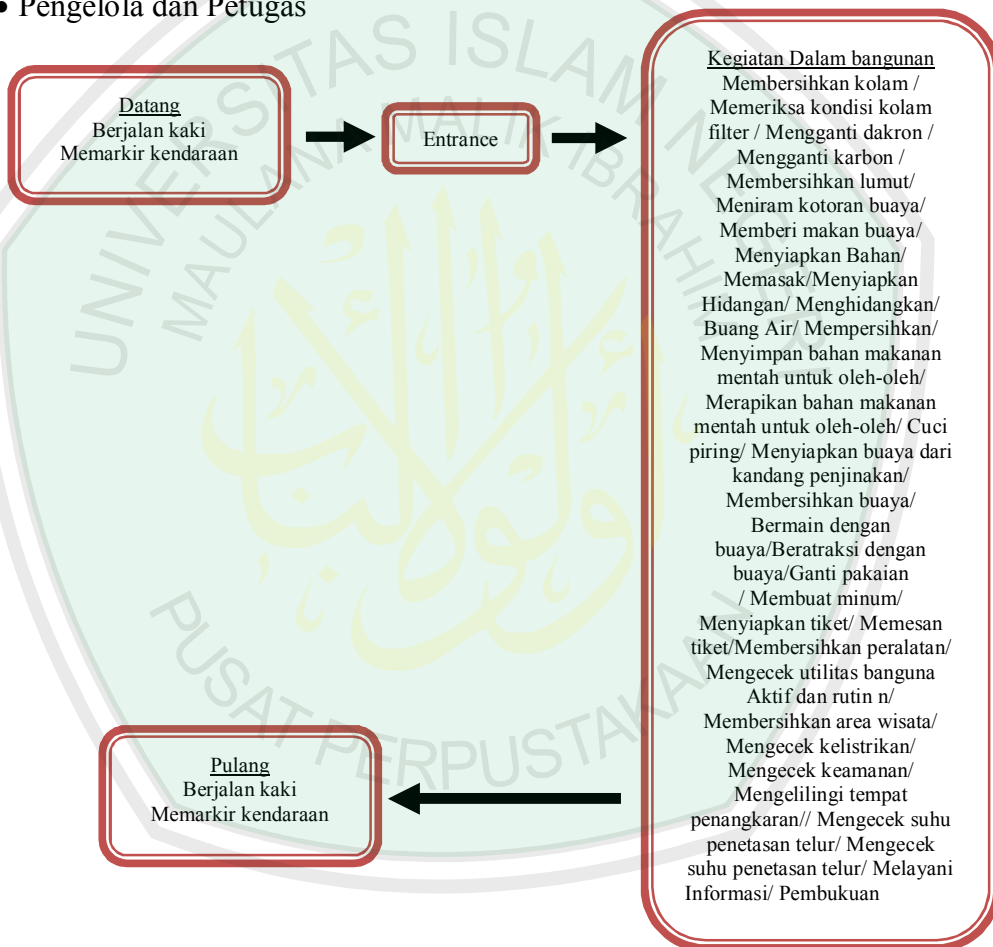 • Pengelola dan Petugas
Datang
Berjalan kaki
Memarkir kendaraan
Entrance
Kegiatan Dalam bangunan
Membersihkan kolam /
Memeriksa kondisi kolam
filter / Mengganti dakron /
Mengganti karbon /
Membersihkan lumut/
Meniram kotoran buaya/
Memberi makan buaya/
Menyiapkan Bahan/
Memasak/Menyiapkan
Hidangan/ Menghidangkan/
Buang Air/ Mempersihkan/
Menyimpan bahan makanan
mentah untuk oleh-oleh/
Merapikan bahan makanan
mentah untuk oleh-oleh/ Cuci
piring/ Menyiapkan buaya dari
kandang penjinakan/
Membersihkan buaya/
Bermain dengan
buaya/Beratraksi dengan
buaya/Ganti pakaian
/ Membuat minum/
Menyiapkan tiket/ Memesan
tiket/Membersihkan peralatan/
Mengecek utilitas banguna
Aktif dan rutin n/
Membersihkan area wisata/
Mengecek kelistrikan/
Mengecek keamanan/
Mengelilingi tempat
penangkaran// Mengecek suhu
penetasan telur/ Mengecek
suhu penetasan telur/ Melayani
Informasi/ Pembukuan
Pulang
Berjalan kaki
Memarkir kendaraan
UNIVERSITAS ISLAM NEGERI
MAULANA MALIK IBRAHIM
PUSAT PERPUSTAKAAN